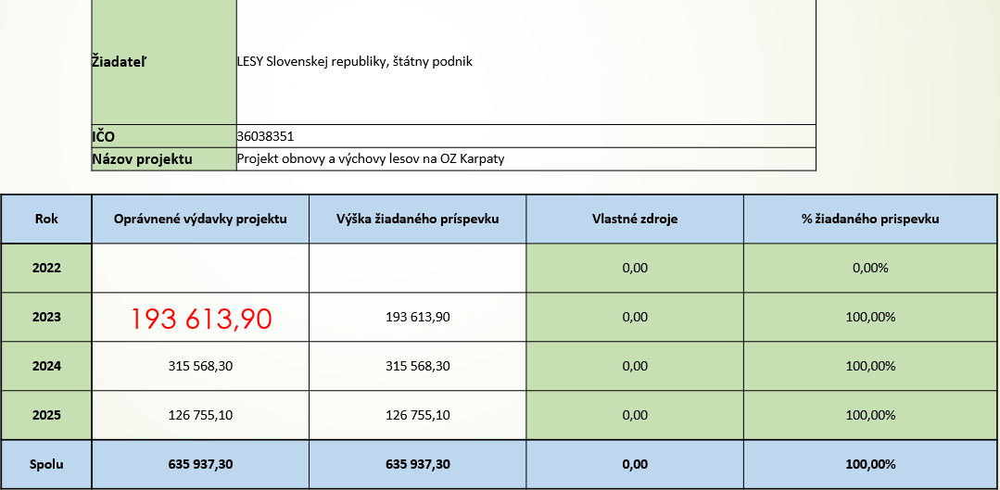 Žiadateľ LESY Slovenskej republiky, štátny podnik
IČO 36038351
Názov projektu Projekt obnovy a výchovy lesov na OZ Karpaty
Rok Oprávnené výdavky projektu Výška žiadaného príspevku Vlastné zdroje % žiadaného prispevku
2022 0,00 0,00%
2023 193 613,90 193 613,90 0,00 100,00%
2024 315 568,30 315 568,30 0,00 100,00%
2025 126 755,10 126 755,10 0,00 100,00%
Spolu 635 937,30 635 937,30 0,00 100,00%